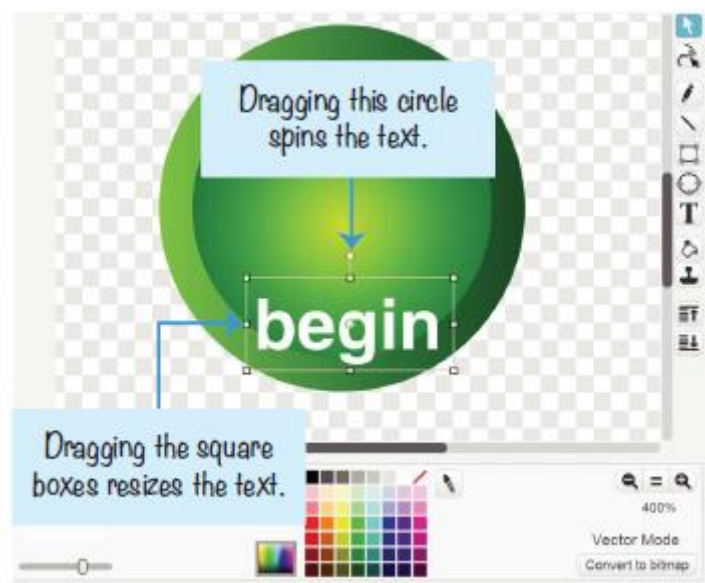 Dragging this circle
spins the text.
T
begin
Dragging the square
boxes resizes the text.
400%
Vector Mode
Convert to bitmap